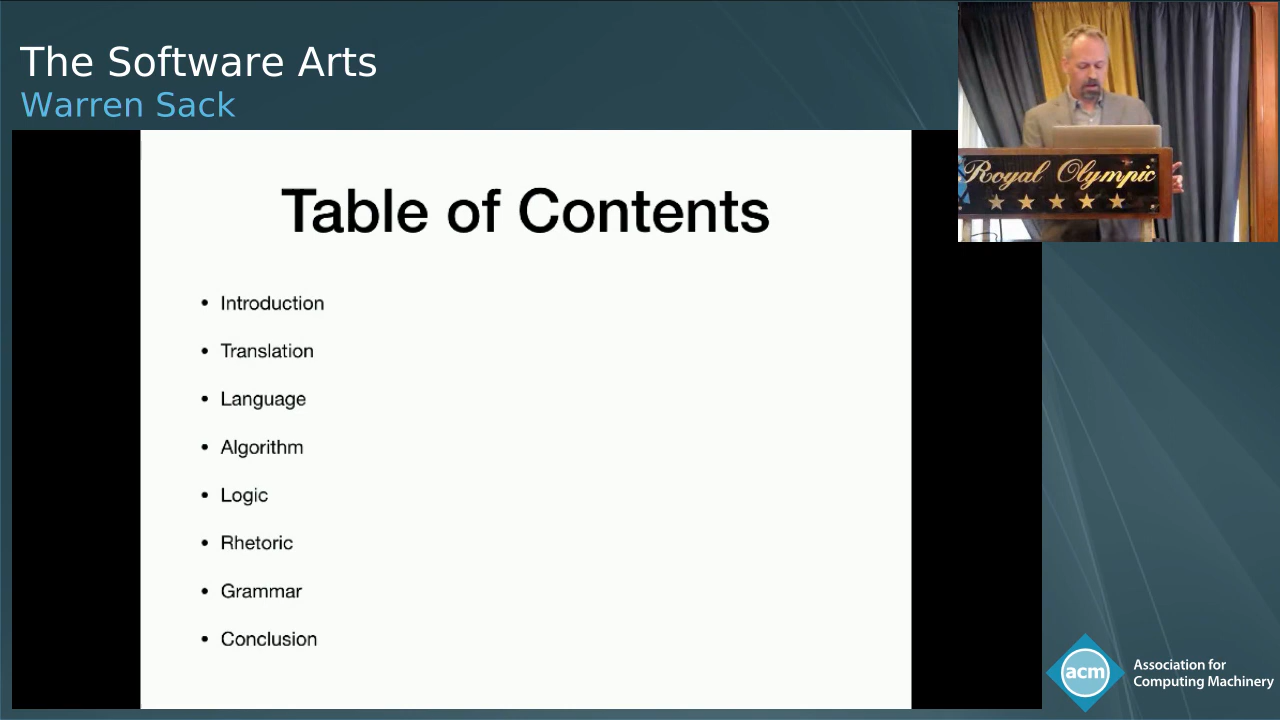 The Software Arts
Warren Sack
Royal Olympic
Table of Contents
• Introduction
• Translation
• Language
• Algorithm
• Logic
• Rhetoric
• Grammar
• Conclusion
acm
Association for
Computing Machinery